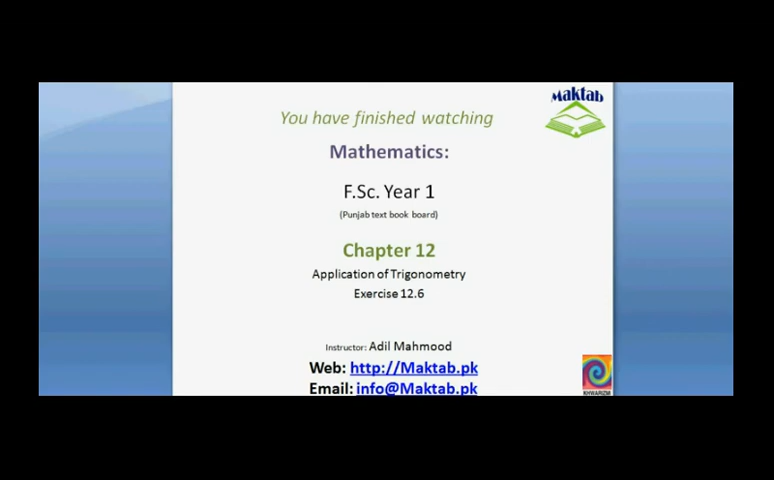 Maktab
You have finished watching
Mathematics:
F.Sc. Year 1
(Punjab text book board)
Chapter 12
Application of Trigonometry
Exercise 12.6
Instructor: Adil Mahmood
Web: http://Maktab.pk
Email: info@Maktab.pk
KHWARIZM